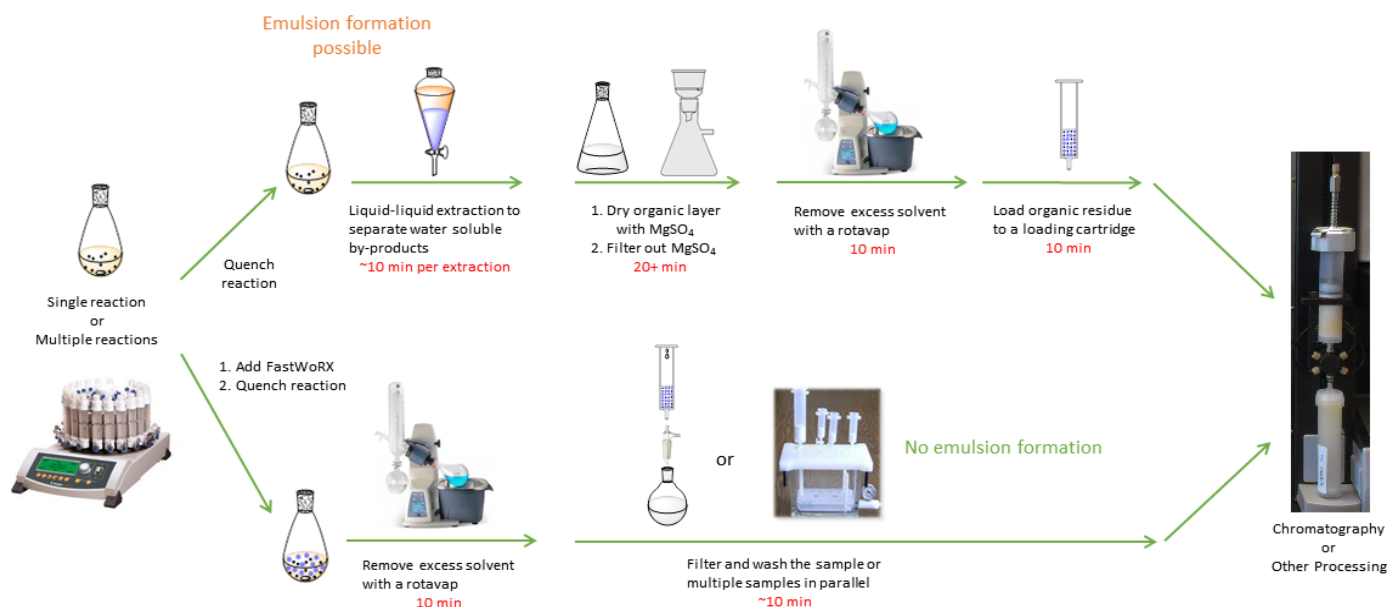 Emulsion formation
possible
Liquid-liquid extraction to
separate water soluble
by-products
~10 min per extraction
1. Dry organic layer
with MgSO₄
2. Filter out MgSO₄
20+ min
Remove excess solvent
with a rotavap
10 min
Load organic residue
to a loading cartridge
10 min
Quench
reaction
Single reaction
or
Multiple reactions
1. Add FastWoRX
2. Quench reaction
or
No emulsion formation
Remove excess solvent
with a rotavap
10 min
Filter and wash the sample or
multiple samples in parallel
~10 min
Chromatography
or
Other Processing